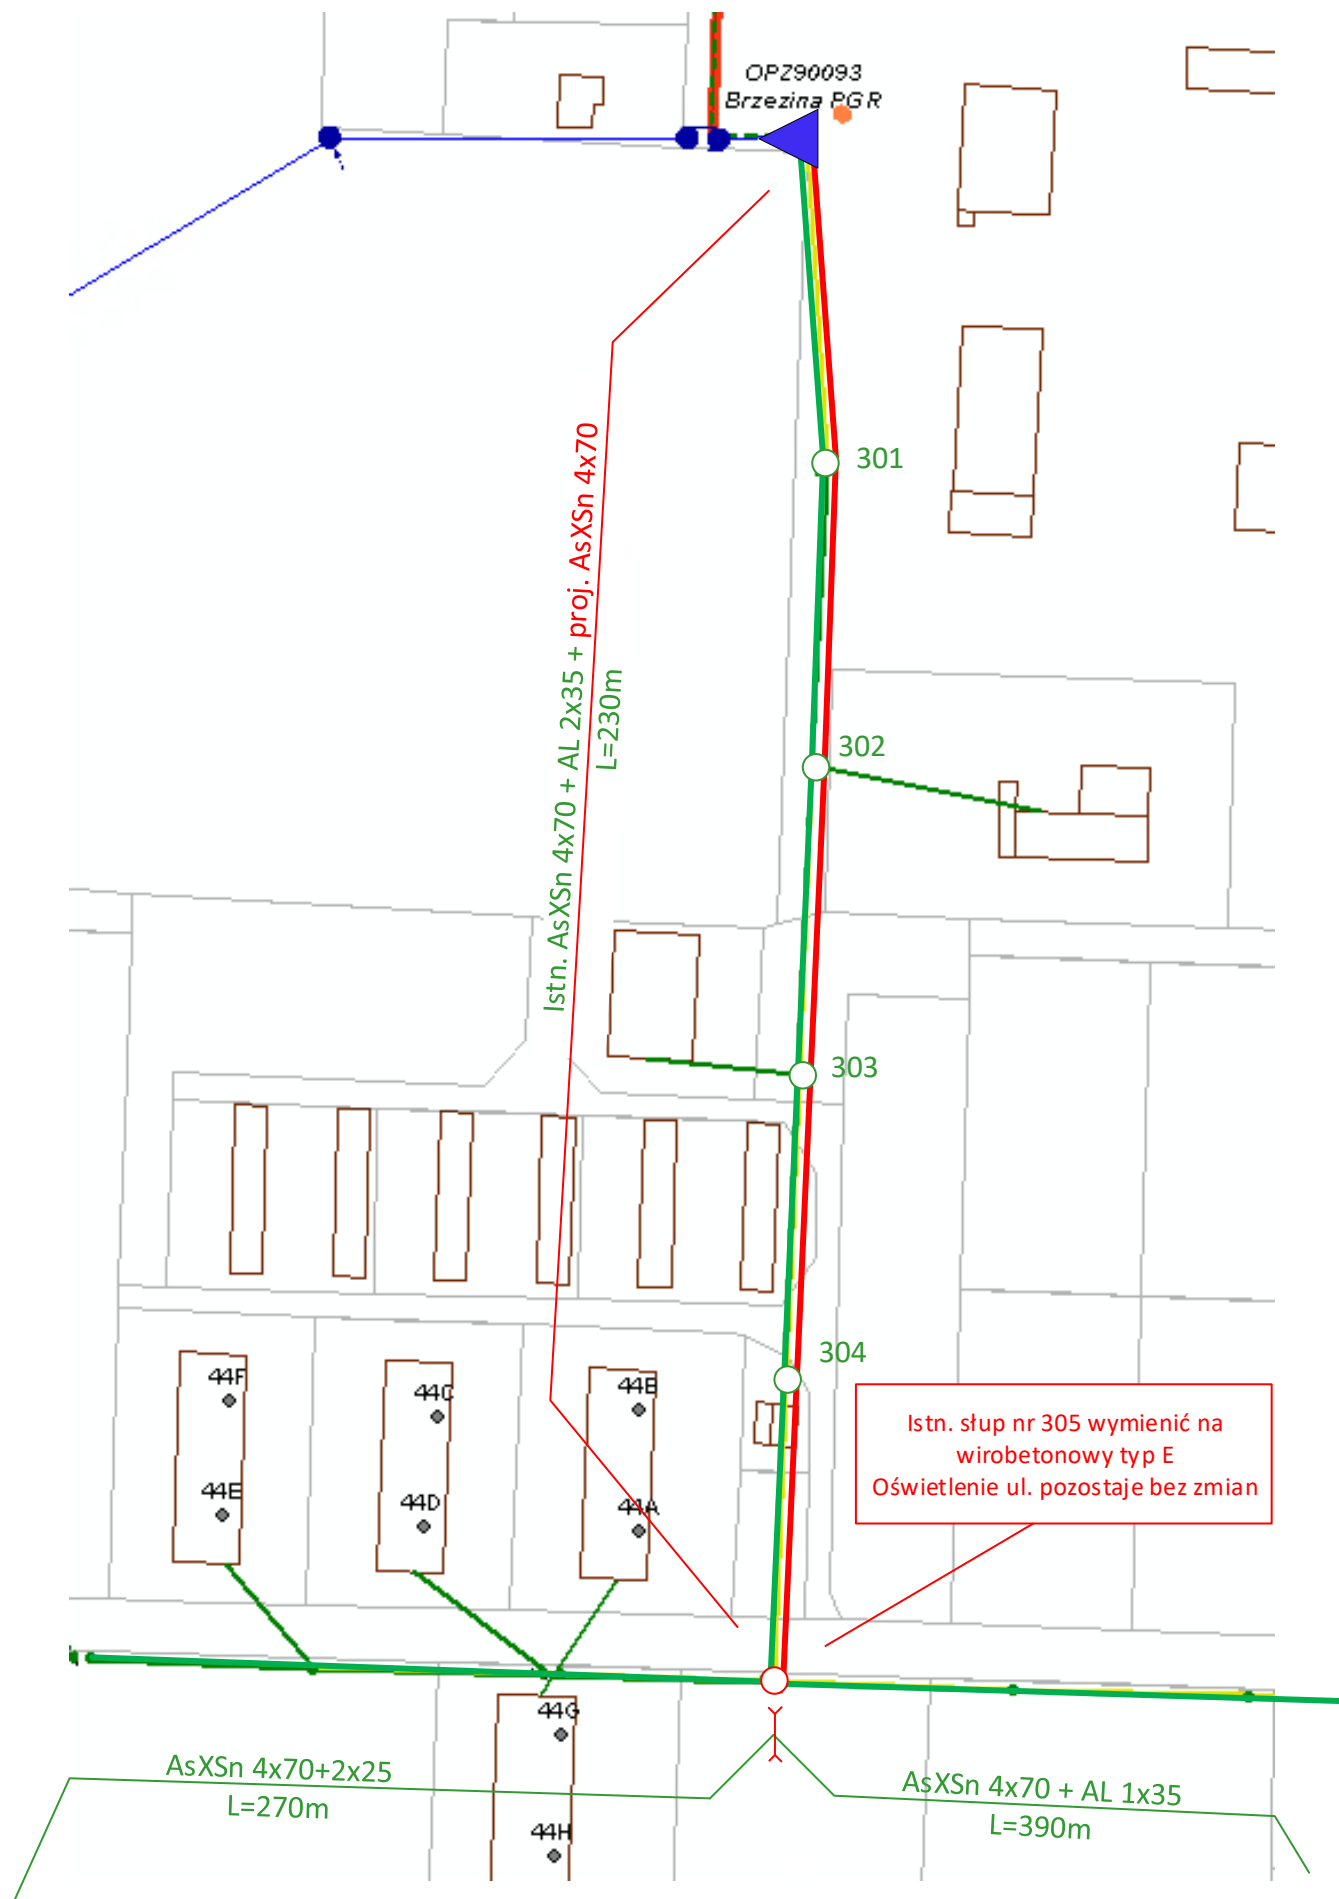 OPZ90093
Brzezina PGR
301
Istn. AsXSn 4x70 + AL 2x35 + proj. AsXSn 4x70
L=230m
302
303
304
Istn. słup nr 305 wymienić na
wirobetonowy typ E
Oświetlenie ul. pozostaje bez zmian
44F
44C
44B
44E
44D
44A
44G
44H
AsXSn 4x70+2x25
L=270m
AsXSn 4x70 + AL 1x35
L=390m